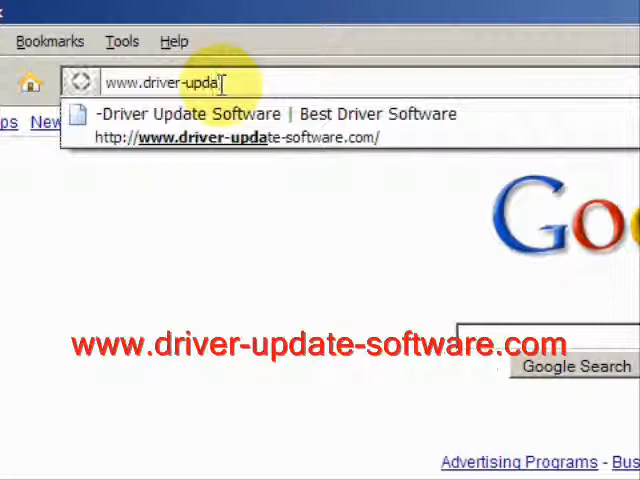 Bookmarks Tools Help
www.driver-upda
-Driver Update Software | Best Driver Software
http://www.driver-update-software.com/
ps New
Goo
www.driver-update-software.com
Google Search
Advertising Programs - Bus